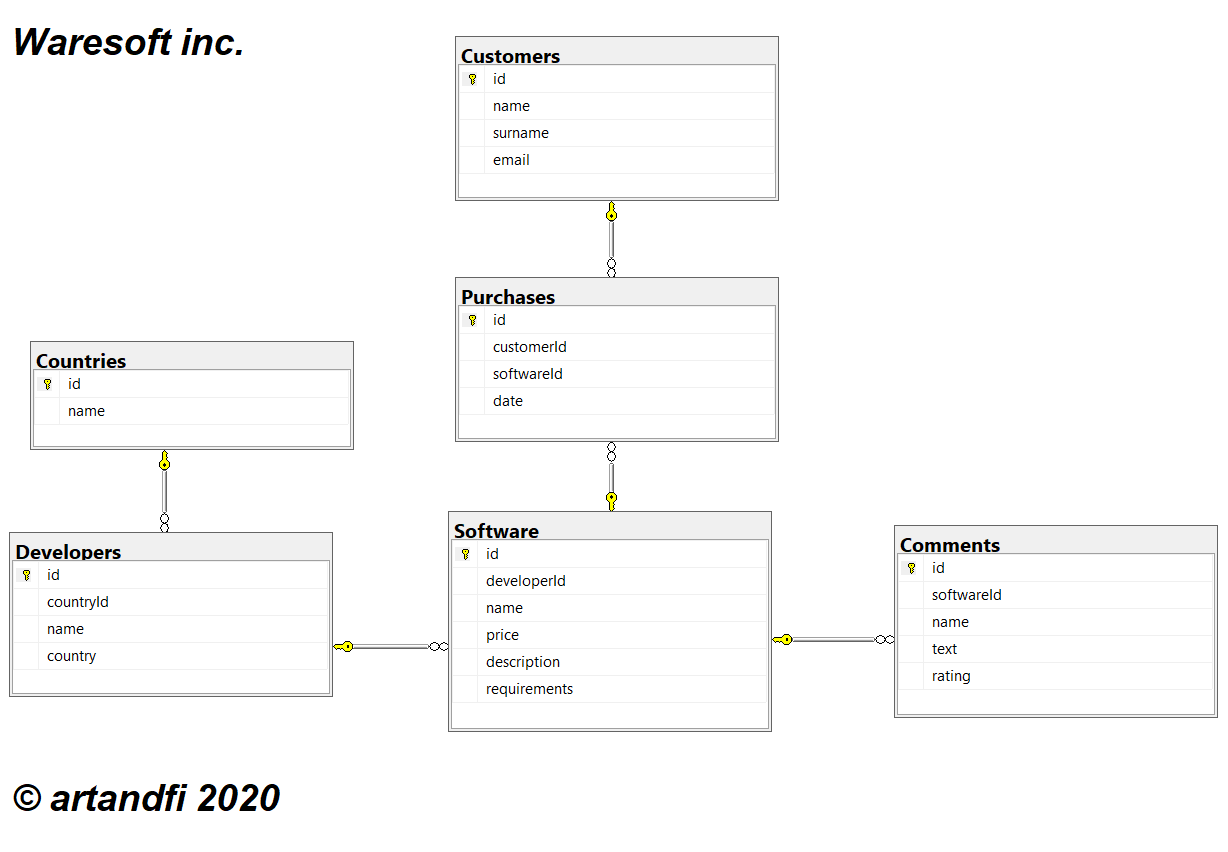 Waresoft inc.
Customers
id
name
surname
email
Purchases
id
customerId
softwareId
date
Countries
id
name
Developers
id
countryId
name
country
Software
id
developerId
name
price
description
requirements
Comments
id
softwareId
name
text
rating
© artandfi 2020